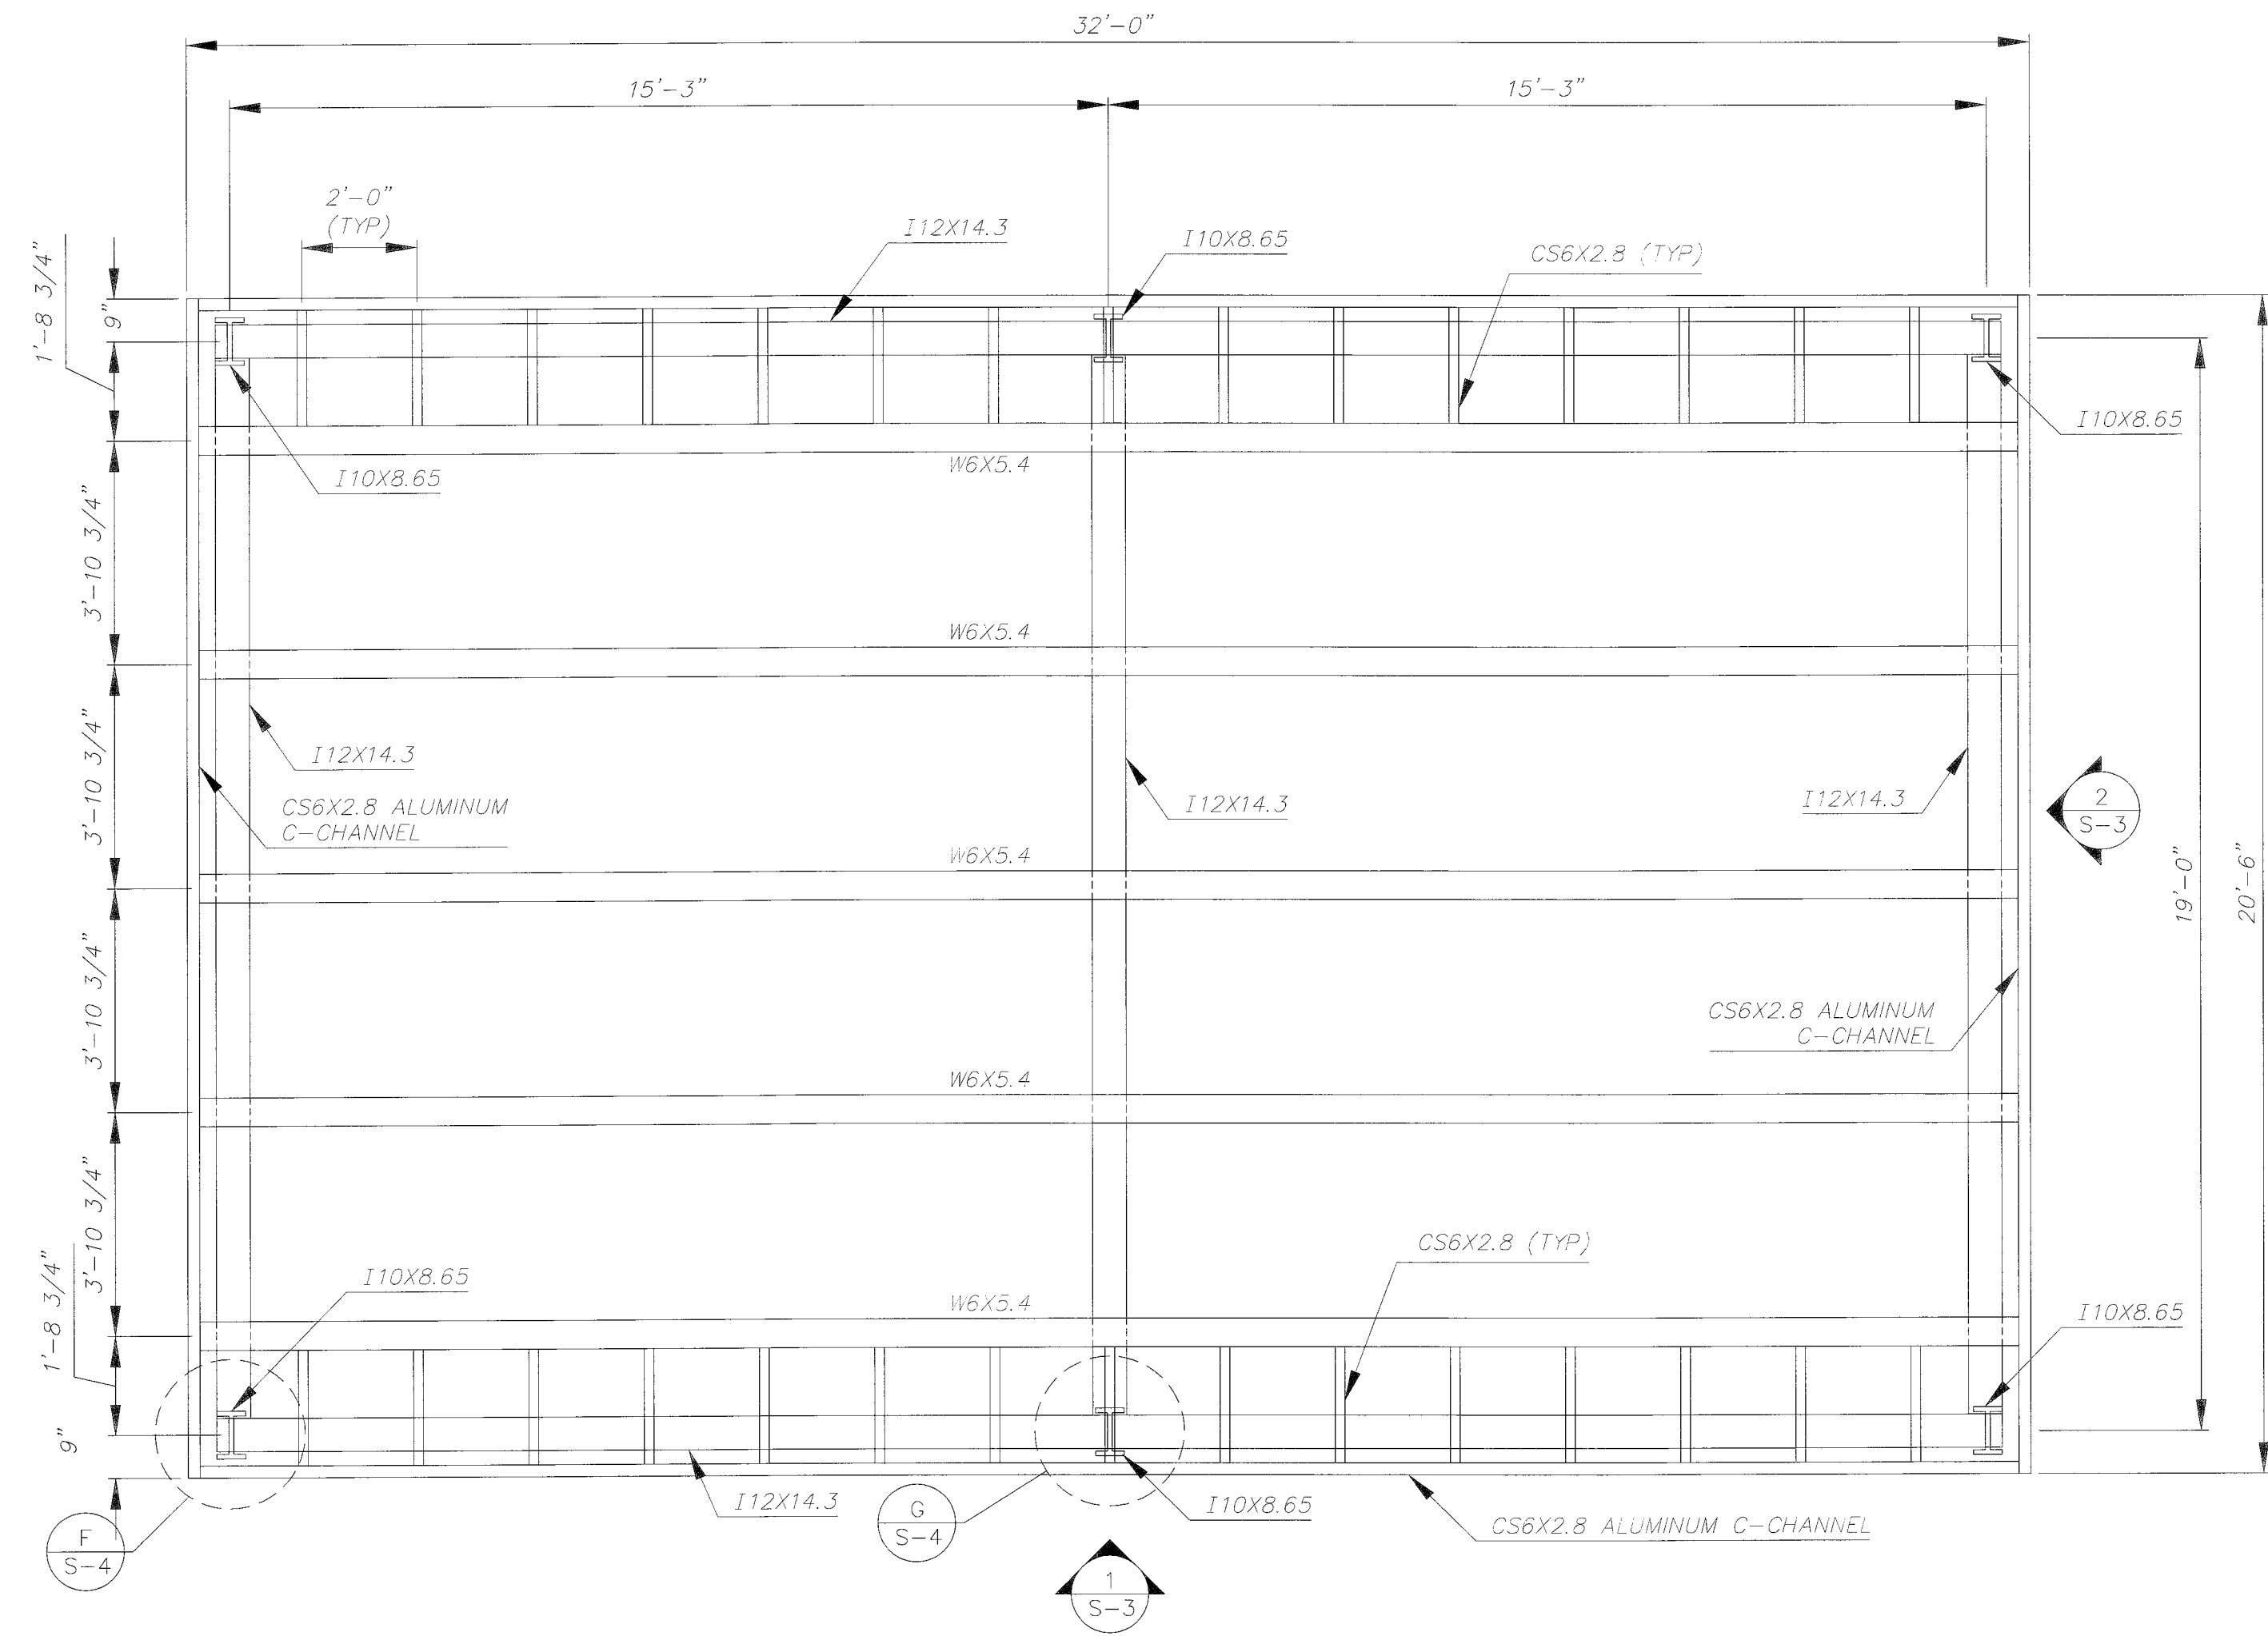 32'-0"
15'-3"
15'-3"
2'-0"
(TYP)
I12X14.3
I10X8.65
CS6X2.8 (TYP)
1'-8 3/4"
9"
I10X8.65
I10X8.65
W6X5.4
3'-10 3/4"
W6X5.4
3'-10 3/4"
I12X14.3
CS6X2.8 ALUMINUM
C-CHANNEL
I12X14.3
I12X14.3
2
S-3
W6X5.4
19'-0"
20'-6"
3'-10 3/4"
CS6X2.8 ALUMINUM
C-CHANNEL
W6X5.4
3'-10 3/4"
CS6X2.8 (TYP)
I10X8.65
W6X5.4
I10X8.65
1'-8 3/4"
9"
I12X14.3
G
S-4
I10X8.65
CS6X2.8 ALUMINUM C-CHANNEL
F
S-4
1
S-3